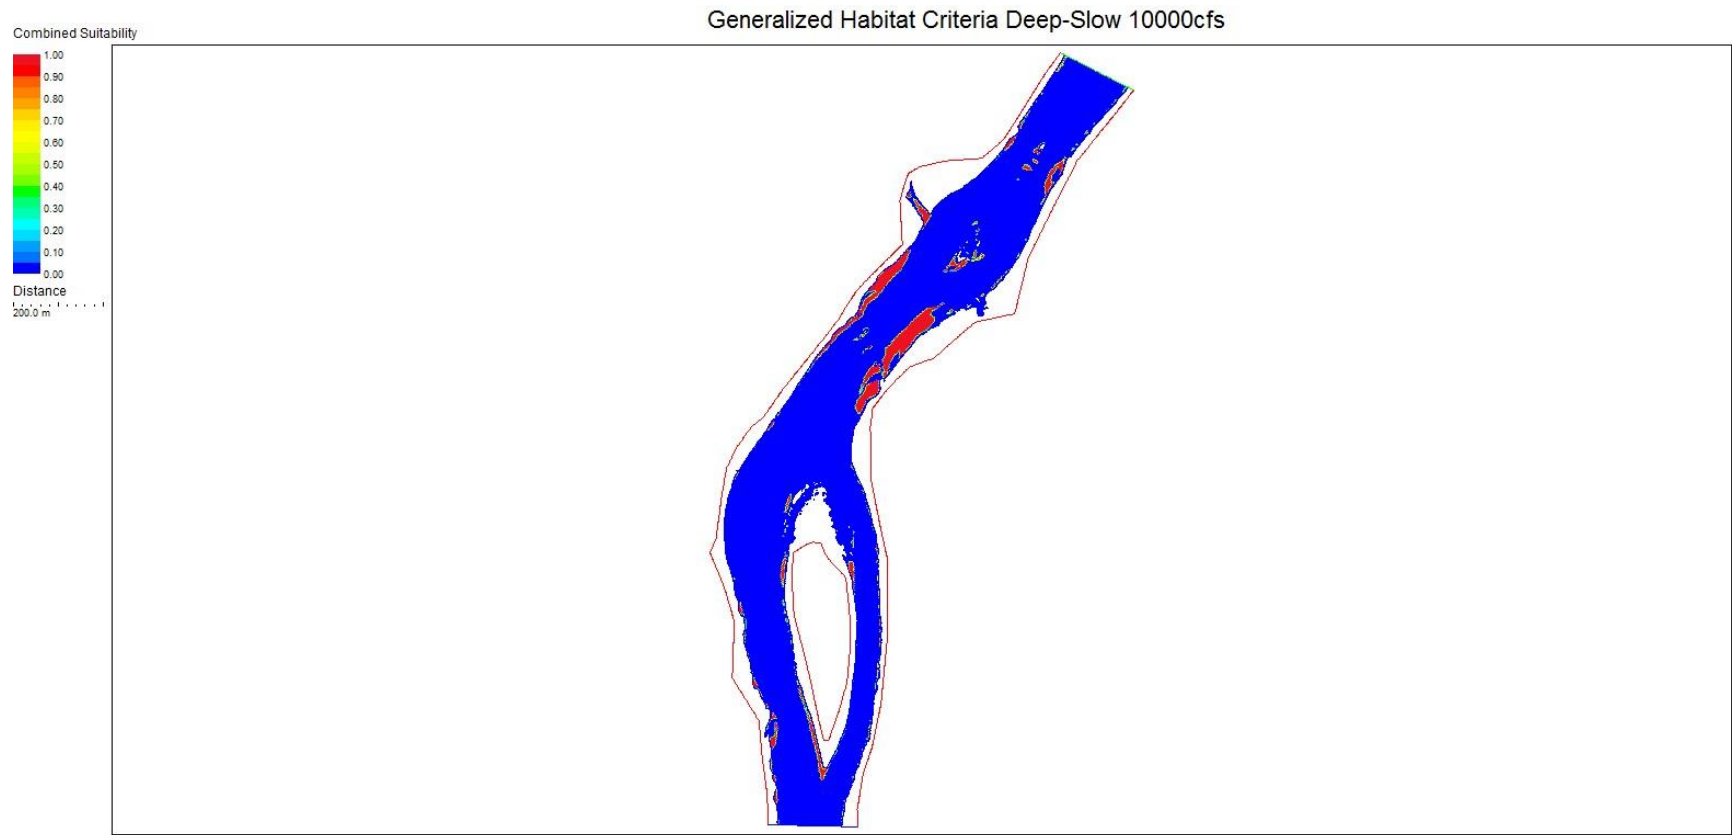 Generalized Habitat Criteria Deep-Slow 10000cfs
Combined Suitability
1.00
0.90
0.80
0.70
0.60
0.50
0.40
0.30
0.20
0.10
0.00
Distance
200.0 m